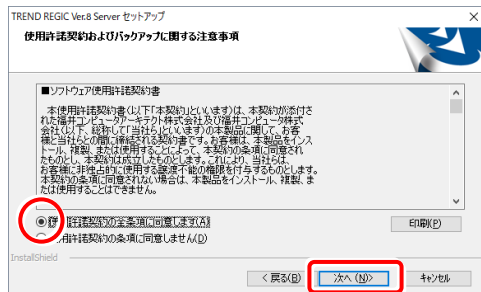 TREND REGIC Ver.8 Server セットアップ
使用許諾契約およびバックアップに関する注意事項
■ソフトウェア使用許諾契約書
本使用許諾契約書(以下「本契約」といいます)は、本契約が添付さ
れた福井コンピュータアーキテクト株式会社及び福井コンピュータ株式
会社(以下、総称して「当社ら」といいます)の本製品に関して、お客
様と当社らとの間に締結される契約書です。お客様は、本製品をインス
トール、複製、または使用することによって、本契約の条項に同意され
たものとし、本契約は成立したものとします。これにより、当社らは、
お客様に非独占的に使用する譲渡不能の権限を付与するものとします。
本契約の条項に同意されない場合は、本製品をインストール、複製、ま
たは使用することはできません。
使用許諾契約の全条項に同意します(A)
使用許諾契約の条項に同意しません(D)
印刷(P)
InstallShield
< 戻る(B)
次へ (N)>
キャンセル